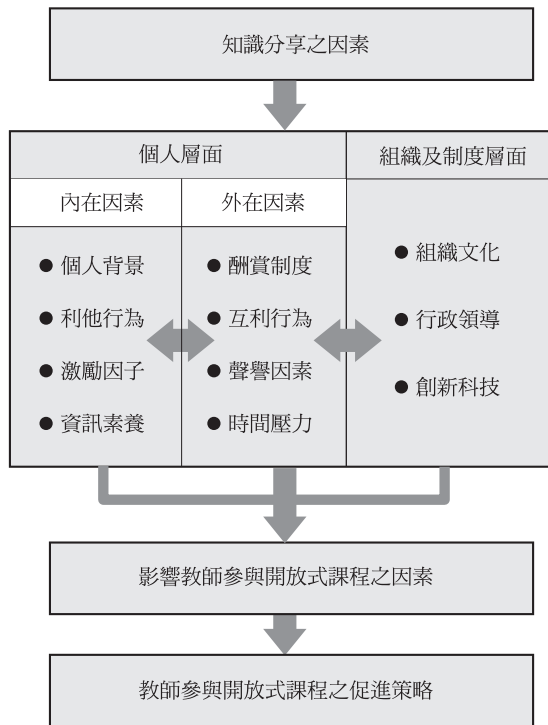 知識分享之因素
個人層面
組織及制度層面
內在因素
外在因素
● 個人背景
● 利他行為
● 激勵因子
● 資訊素養
● 酬賞制度
● 互利行為
● 聲譽因素
● 時間壓力
● 組織文化
● 行政領導
● 創新科技
影響教師參與開放式課程之因素
教師參與開放式課程之促進策略